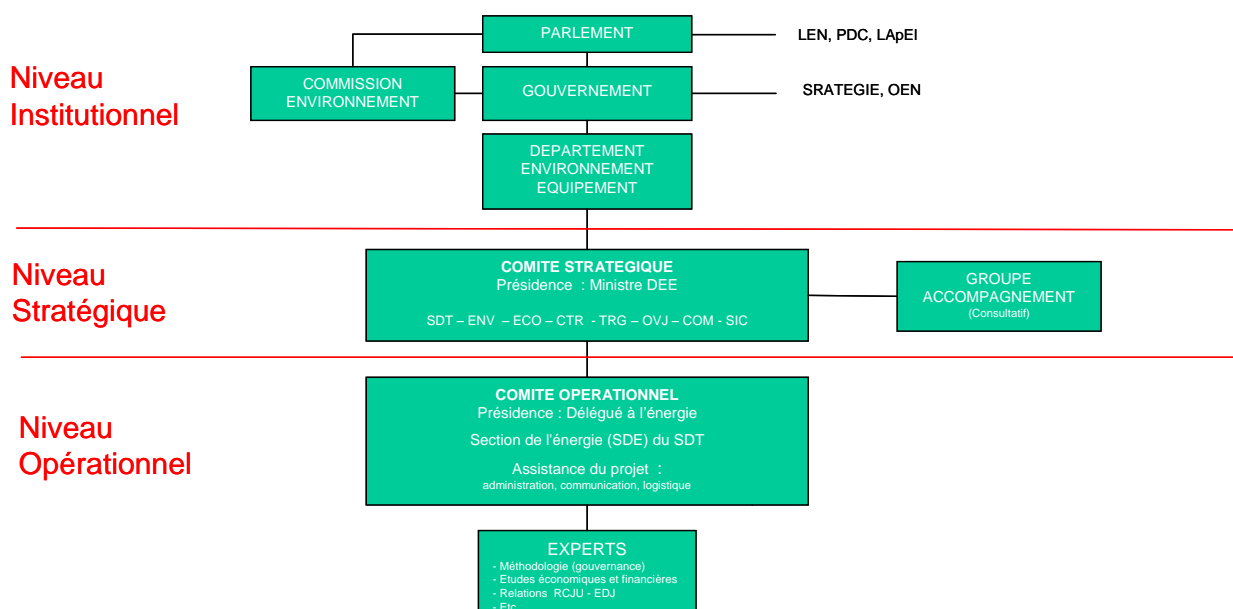 PARLEMENT
LEN, PDC, LApEl
Niveau
Institutionnel
COMMISSION
ENVIRONNEMENT
GOUVERNEMENT
SRATEGIE, OEN
DEPARTEMENT
ENVIRONNEMENT
EQUIPEMENT
Niveau
Stratégique
COMITE STRATEGIQUE
Présidence : Ministre DEE
SDT – ENV – ECO – CTR - TRG – OVJ – COM - SIC
GROUPE
ACCOMPAGNEMENT
(Consultatif)
Niveau
Opérationnel
COMITE OPERATIONNEL
Présidence : Délégué à l'énergie
Section de l'énergie (SDE) du SDT
Assistance du projet :
administration, communication, logistique
EXPERTS
- Méthodologie (gouvernance)
- Etudes économiques et financières
- Relations RCJU - EDJ
- Etc